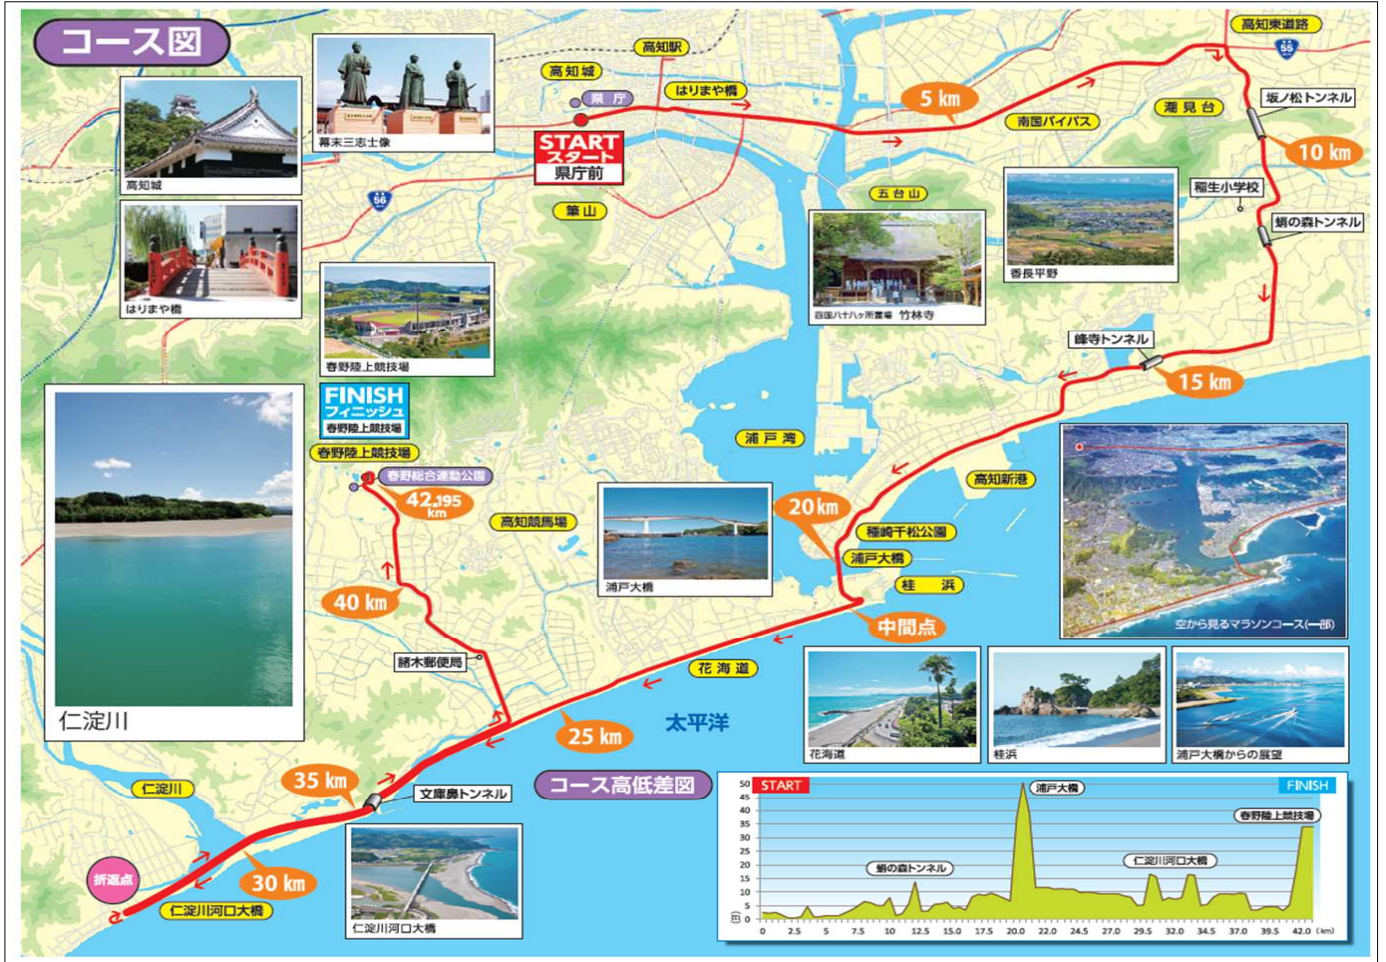 コース図
高知城
幕末三志士像
はりまや橋
高知駅
高知城
県庁
はりまや橋
START
スタート
県庁前
筆山
56
5 km
南国バイパス
潮見台
高知東道路
55
坂ノ松トンネル
10 km
稲生小学校
蛸の森トンネル
五台山
四国八十八ヶ所霊場 竹林寺
香長平野
峰寺トンネル
15 km
春野陸上競技場
FINISH
フィニッシュ
春野陸上競技場
春野陸上競技場
春野総合運動公園
42.195
km
浦戸湾
高知新港
高知競馬場
20 km
種崎千松公園
浦戸大橋
桂浜
浦戸大橋
中間点
空から見るマラソンコース(一部)
40 km
諸木郵便局
花海道
仁淀川
25 km
太平洋
花海道
桂浜
浦戸大橋からの展望
35 km
文庫鼻トンネル
仁淀川
30 km
折返点
仁淀川河口大橋
仁淀川河口大橋
コース高低差図
START
FINISH
浦戸大橋
春野陸上競技場
蛸の森トンネル
仁淀川河口大橋
50
45
40
35
30
25
20
15
10
5
0
(m)
0 2.5 5 7.5 10 12.5 15 17.5 20.0 22.0 24.5 27.0 29.5 32.0 34.5 37.0 39.5 42.0 (km)